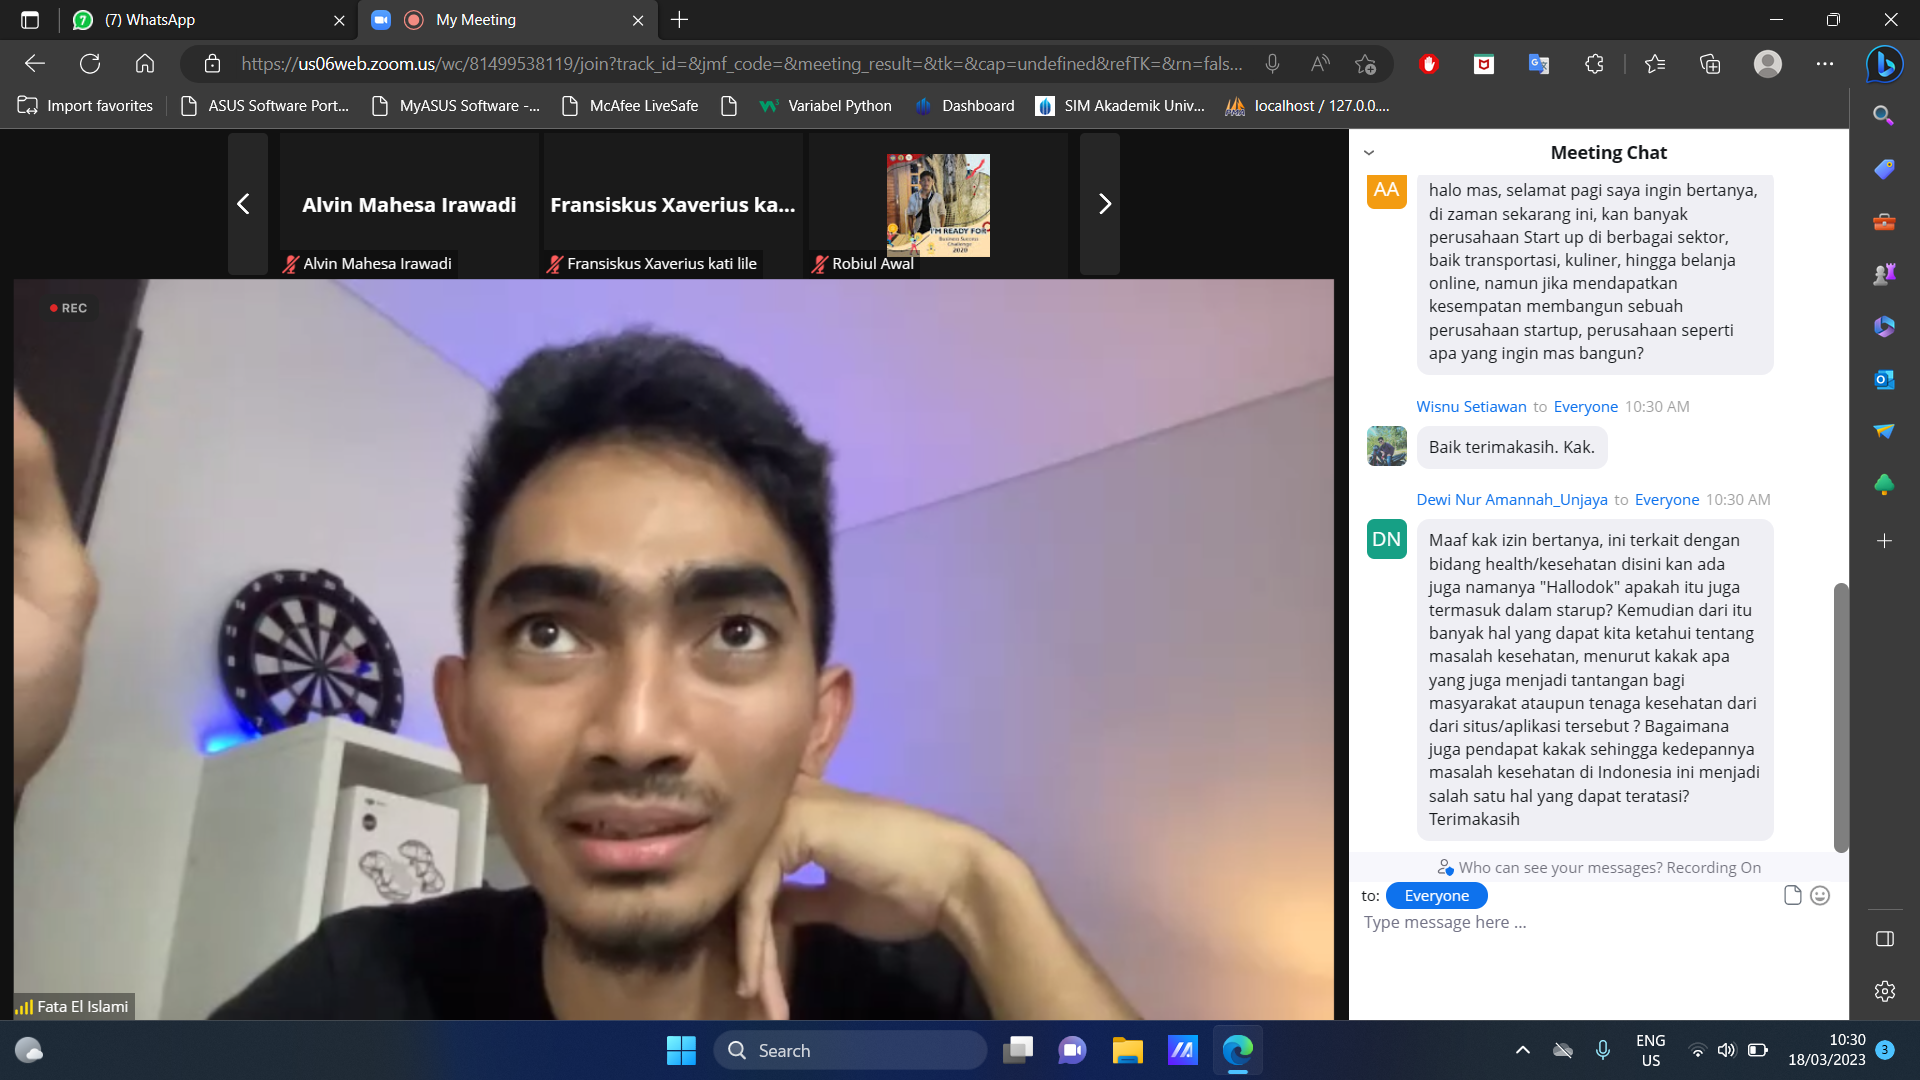 (7) WhatsApp
My Meeting
https://us06web.zoom.us/wc/81499538119/join?track_id=&jmf_code=&meeting_result=&tk=&cap=undefined&refTK=&rn=fals...
Import favorites
ASUS Software Port...
MyASUS Software -...
McAfee LiveSafe
Variabel Python
Dashboard
SIM Akademik Univ...
localhost / 127.0.0....
Alvin Mahesa Irawadi
Fransiskus Xaverius ka...
I'M READY FOR
Business Success
Challenge
2020
Alvin Mahesa Irawadi
Fransiskus Xaverius kati lile
Robiul Awal
REC
Fata El Islami
Meeting Chat
AA
halo mas, selamat pagi saya ingin bertanya,
di zaman sekarang ini, kan banyak
perusahaan Start up di berbagai sektor,
baik transportasi, kuliner, hingga belanja
online, namun jika mendapatkan
kesempatan membangun sebuah
perusahaan startup, perusahaan seperti
apa yang ingin mas bangun?
Wisnu Setiawan to Everyone 10:30 AM
Baik terimakasih. Kak.
Dewi Nur Amannah_Unjaya to Everyone 10:30 AM
DN
Maaf kak izin bertanya, ini terkait dengan
bidang health/kesehatan disini kan ada
juga namanya "Hallodok" apakah itu juga
termasuk dalam starup? Kemudian dari itu
banyak hal yang dapat kita ketahui tentang
masalah kesehatan, menurut kakak apa
yang juga menjadi tantangan bagi
masyarakat ataupun tenaga kesehatan dari
dari situs/aplikasi tersebut ? Bagaimana
juga pendapat kakak sehingga kedepannya
masalah kesehatan di Indonesia ini menjadi
salah satu hal yang dapat teratasi?
Terimakasih
Who can see your messages? Recording On
to: Everyone
Type message here ...
Search
ENG
US
10:30
18/03/2023
3